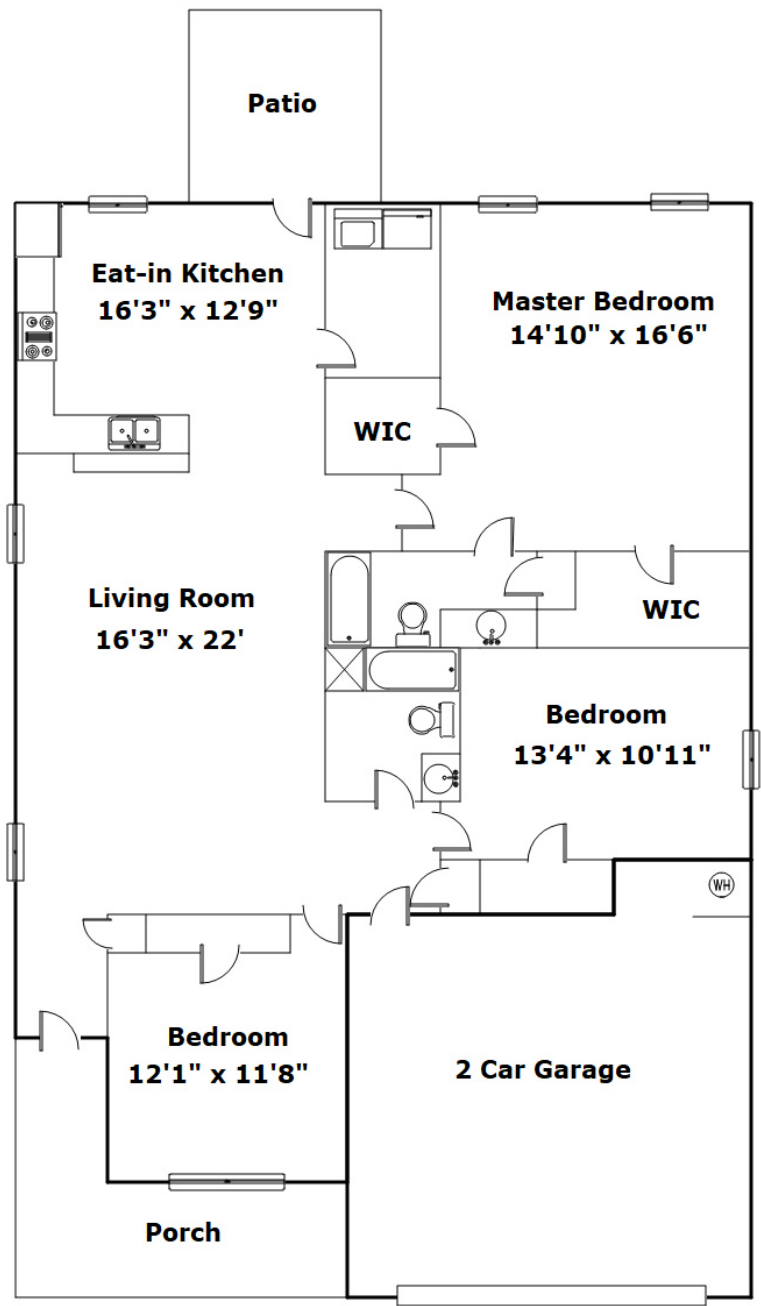 Patio
Eat-in Kitchen
16'3" x 12'9"
Master Bedroom
14'10" x 16'6"
WIC
Living Room
16'3" x 22'
WIC
Bedroom
13'4" x 10'11"
WH
Bedroom
12'1" x 11'8"
2 Car Garage
Porch